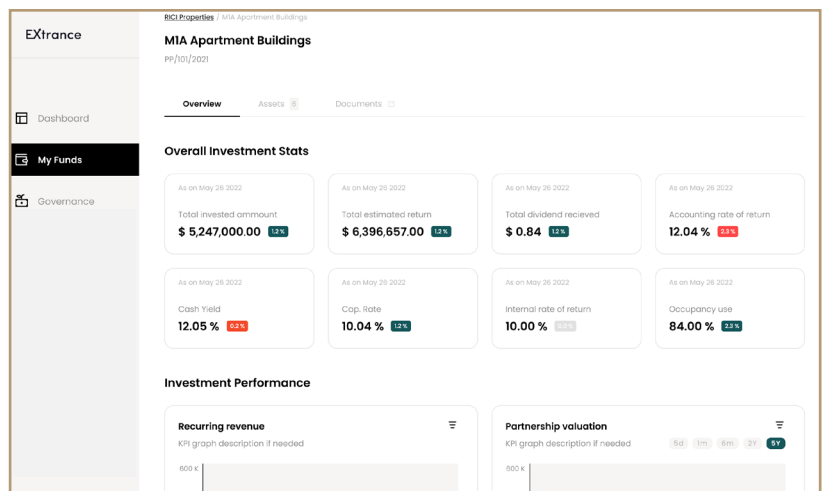 RICI Properties / M1A Apartment Buildings
EXtrance
M1A Apartment Buildings
PP/101/2021
Overview Assets 6 Documents
Dashboard
My Funds
Governance
Overall Investment Stats
As on May 26 2022 As on May 26 2022 As on May 26 2022 As on May 26 2022
Total invested ammount Total estimated return Total dividend recieved Accounting rate of return
$ 5,247,000.00 1.2 % $ 6,396,657.00 1.2 % $ 0.84 1.2 % 12.04 % 2.3 %
As on May 26 2022 As on May 26 2022 As on May 26 2022 As on May 26 2022
Cash Yield Cap. Rate Internal rate of return Occupancy use
12.05 % 0.2 % 10.04 % 1.2 % 10.00 % 84.00 % 2.3 %
Investment Performance
Recurring revenue Partnership valuation
KPI graph description if needed KPI graph description if needed 5d 1m 6m 2Y 5Y
600 K 600 K